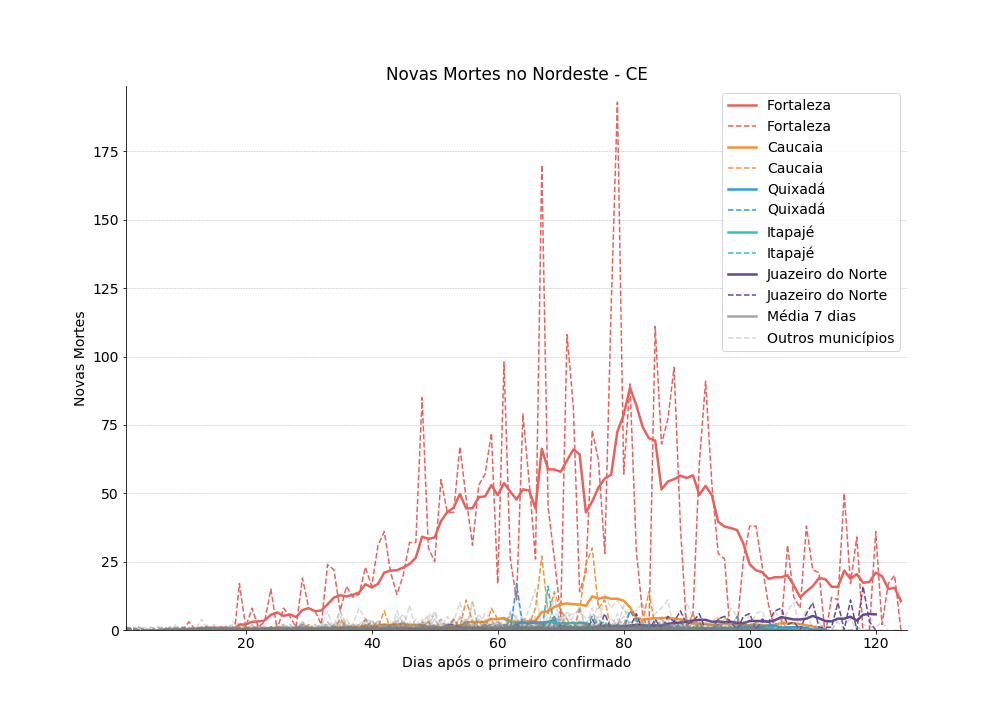 Novas Mortes no Nordeste - CE
Fortaleza
Fortaleza
Caucaia
Caucaia
Quixadá
Quixadá
Itapajé
Itapajé
Juazeiro do Norte
Juazeiro do Norte
Média 7 dias
Outros municípios
Novas Mortes
175
150
125
100
75
50
25
0
20 40 60 80 100 120
Dias após o primeiro confirmado